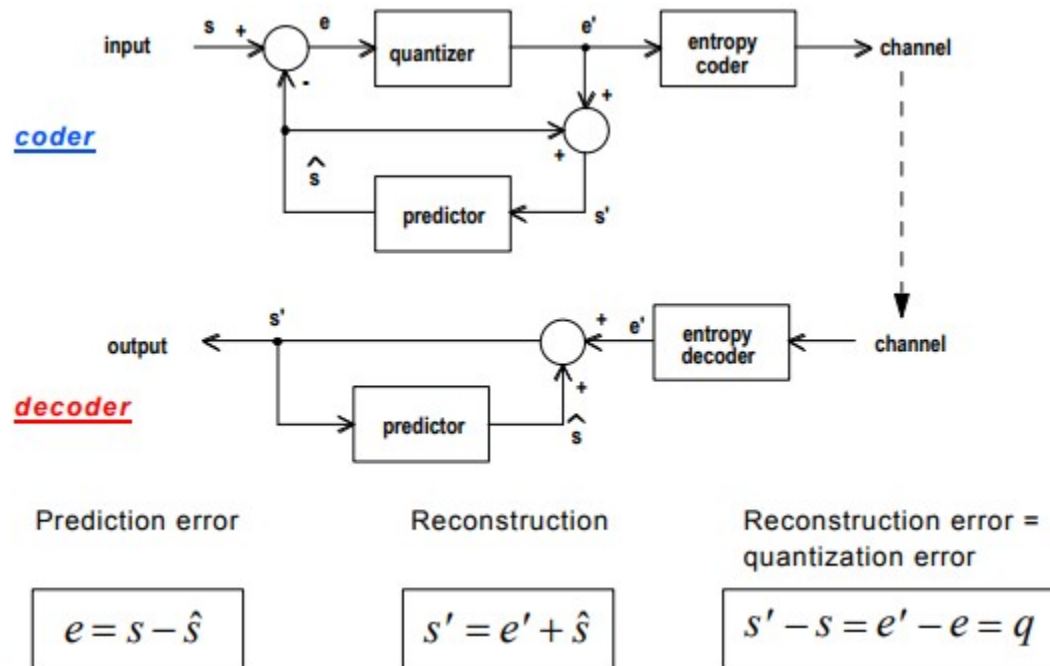 s + e e'
input quantizer entropy coder channel
-
+
coder
+
ŝ
predictor s'
s' + e'
output entropy decoder channel
+
decoder
predictor ŝ
Prediction error Reconstruction Reconstruction error =
quantization error
e = s − ŝ s′ = e′ + ŝ s′ − s = e′ − e = q